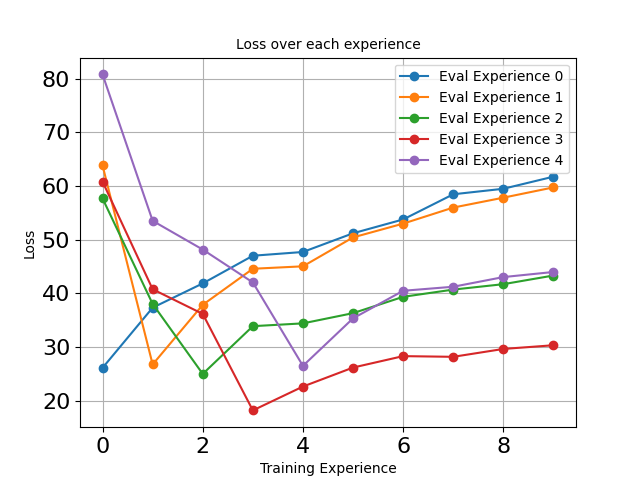 Loss over each experience
Eval Experience 0
Eval Experience 1
Eval Experience 2
Eval Experience 3
Eval Experience 4
80
70
60
50
40
30
20
Loss
0 2 4 6 8
Training Experience